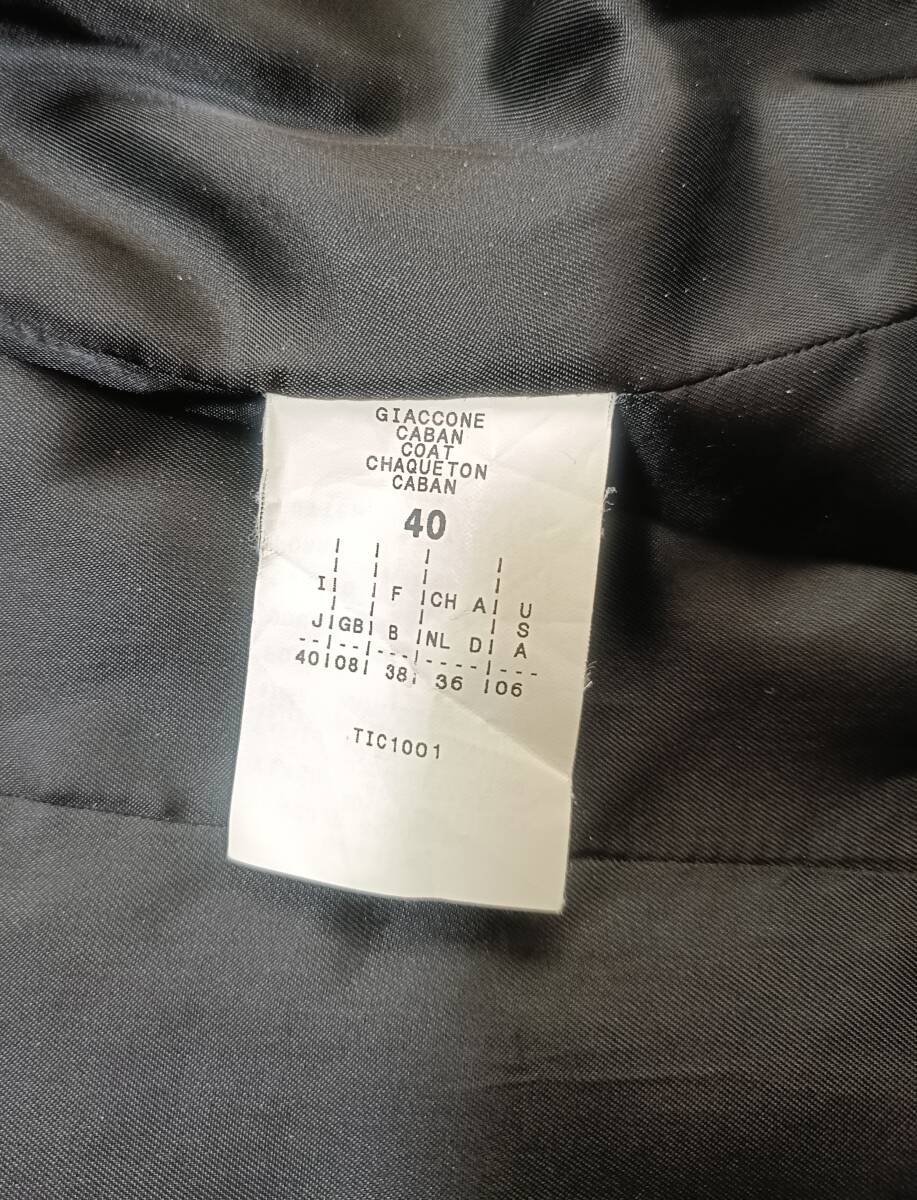 GIACCONE
CABAN
COAT
CHAQUETON
CABAN
40
I| | F |CH A| U
S
J|GB| B |NL D| A
--|--|---|----|---
40|08| 38| 36 |06
TIC1001